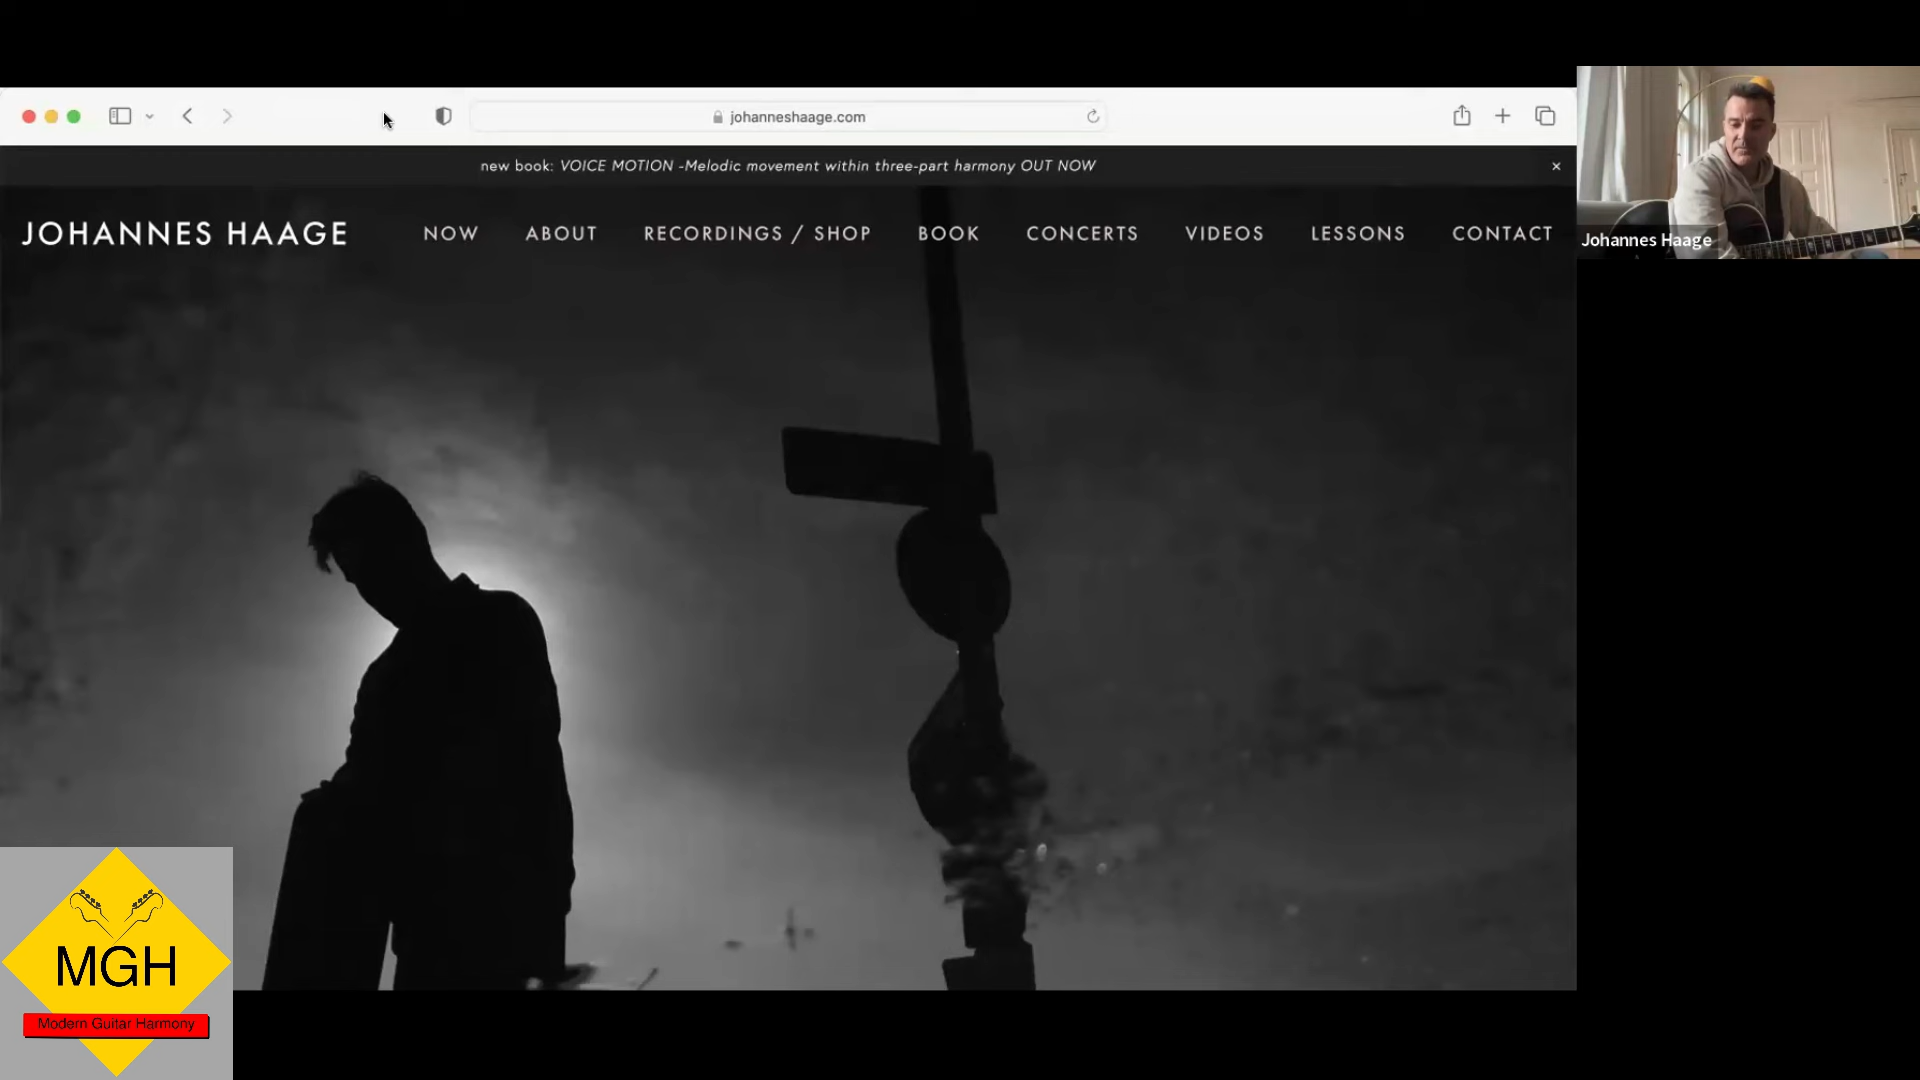 johanneshaage.com
new book: VOICE MOTION -Melodic movement within three-part harmony OUT NOW
JOHANNES HAAGE
NOW ABOUT RECORDINGS / SHOP BOOK CONCERTS VIDEOS LESSONS CONTACT
Johannes Haage
MGH
Modern Guitar Harmony